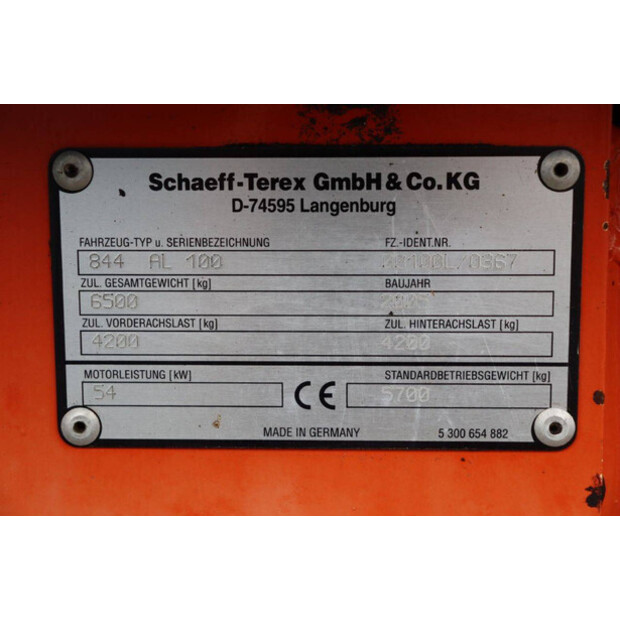 Schaeff-Terex GmbH & Co. KG
D-74595 Langenburg
FAHRZEUG-TYP u. SERIENBEZEICHNUNG FZ.-IDENT.NR.
844 AL 100
ZUL. GESAMTGEWICHT [kg] BAUJAHR
6500
ZUL. VORDERACHSLAST [kg] ZUL. HINTERACHSLAST [kg]
4200 4200
MOTORLEISTUNG [kW] STANDARDBETRIEBSGEWICHT [kg]
54 CE 5700
MADE IN GERMANY 5 300 654 882